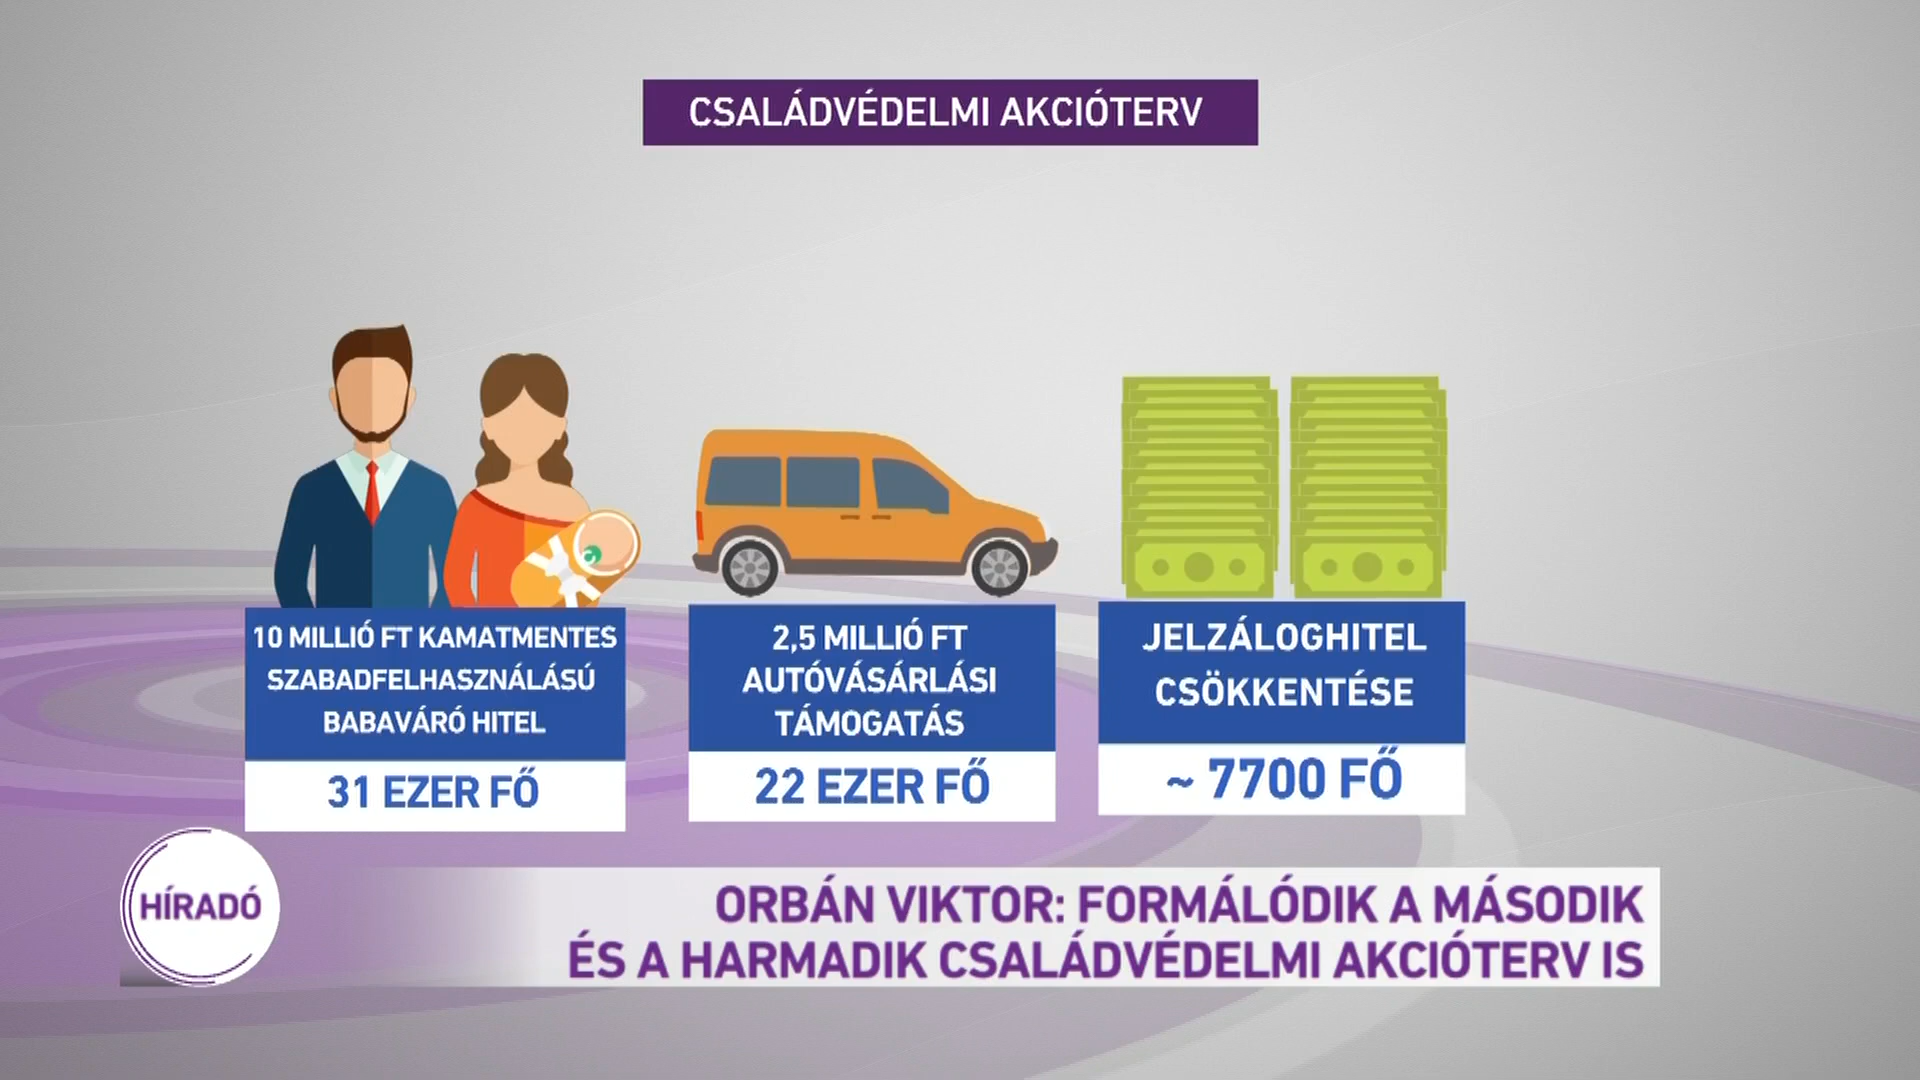 CSALÁDVÉDELMI AKCIÓTERV
10 MILLIÓ FT KAMATMENTES
SZABADFELHASZNÁLÁSÚ
BABAVÁRÓ HITEL
31 EZER FŐ
2,5 MILLIÓ FT
AUTÓVÁSÁRLÁSI
TÁMOGATÁS
22 EZER FŐ
JELZÁLOGHITEL
CSÖKKENTÉSE
~ 7700 FŐ
HÍRADÓ
ORBÁN VIKTOR: FORMÁLÓDIK A MÁSODIK
ÉS A HARMADIK CSALÁDVÉDELMI AKCIÓTERV IS